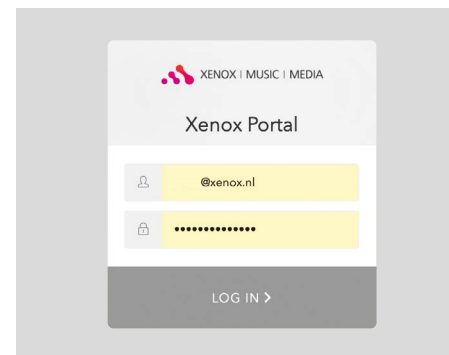 XENOX | MUSIC | MEDIA
Xenox Portal
@xenox.nl
••••••••••••••
LOG IN >